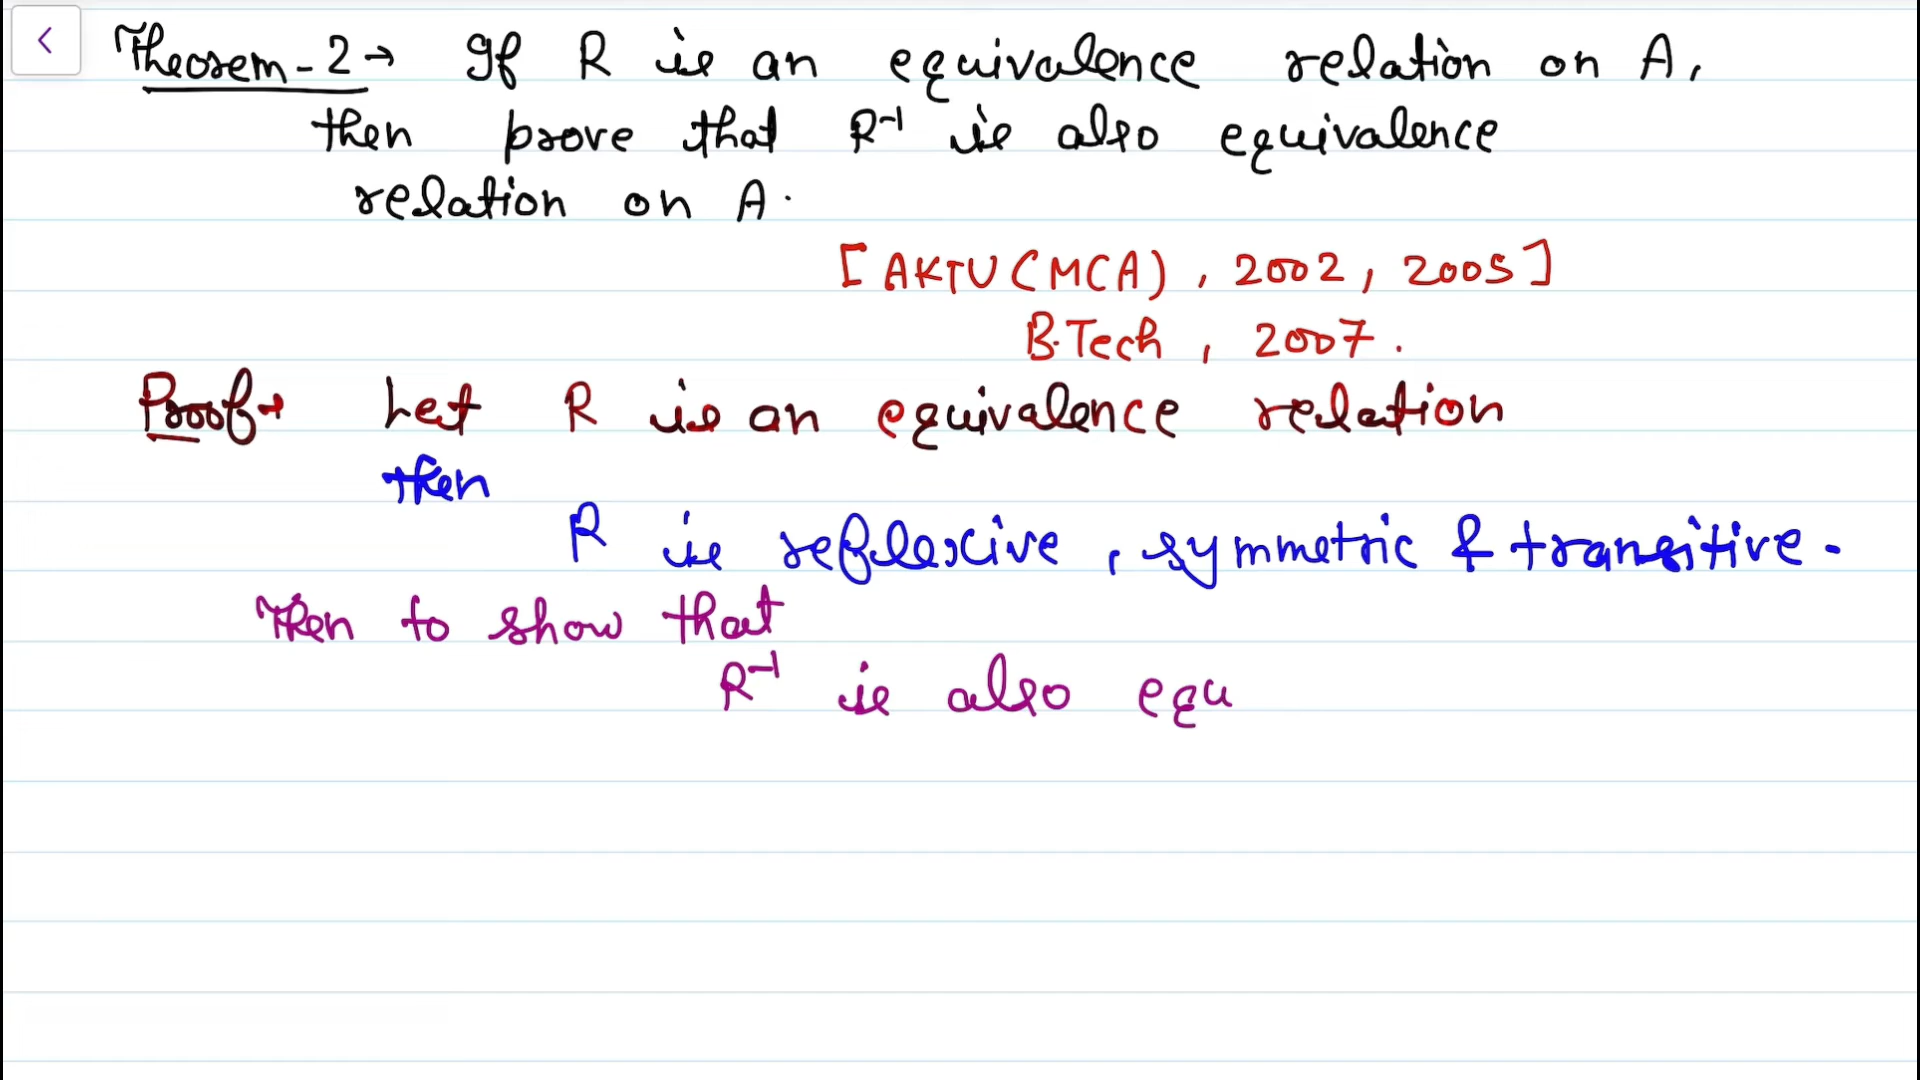 Theorem-2→ If R is an equivalence relation on A,
then prove that R⁻¹ is also equivalence
relation on A.
[AKTU(MCA), 2002, 2005]
B.Tech, 2007.
Proof→ Let R is an equivalence relation
then
R is reflexive, symmetric & transitive.
Then to show that
R⁻¹ is also equ